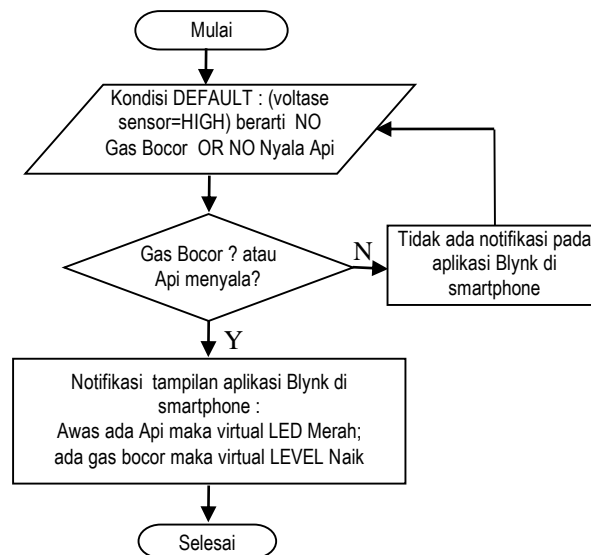 Mulai
Kondisi DEFAULT : (voltase
sensor=HIGH) berarti NO
Gas Bocor OR NO Nyala Api
Gas Bocor ? atau
Api menyala?
N
Tidak ada notifikasi pada
aplikasi Blynk di
smartphone
Y
Notifikasi tampilan aplikasi Blynk di
smartphone :
Awas ada Api maka virtual LED Merah;
ada gas bocor maka virtual LEVEL Naik
Selesai